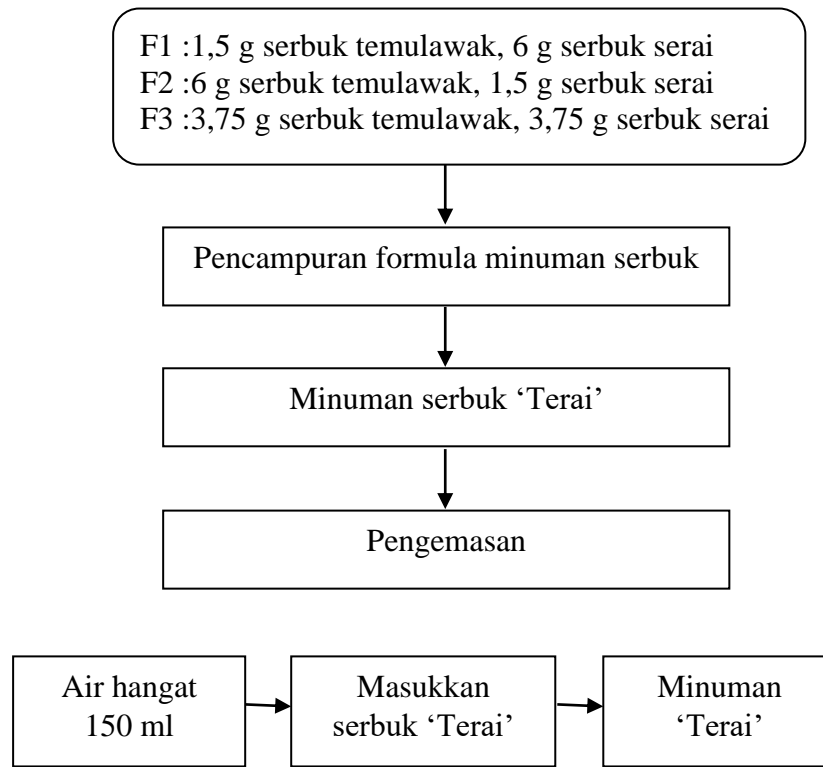 F1 :1,5 g serbuk temulawak, 6 g serbuk serai
F2 :6 g serbuk temulawak, 1,5 g serbuk serai
F3 :3,75 g serbuk temulawak, 3,75 g serbuk serai
Pencampuran formula minuman serbuk
Minuman serbuk ‘Terai’
Pengemasan
Air hangat
150 ml
Masukkan
serbuk ‘Terai’
Minuman
‘Terai’